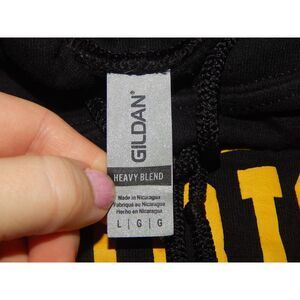 GILDAN®
HEAVY BLEND
Made in Nicaragua
Fabriqué au Nicaragua
Hecho en Nicaragua
L | G | G